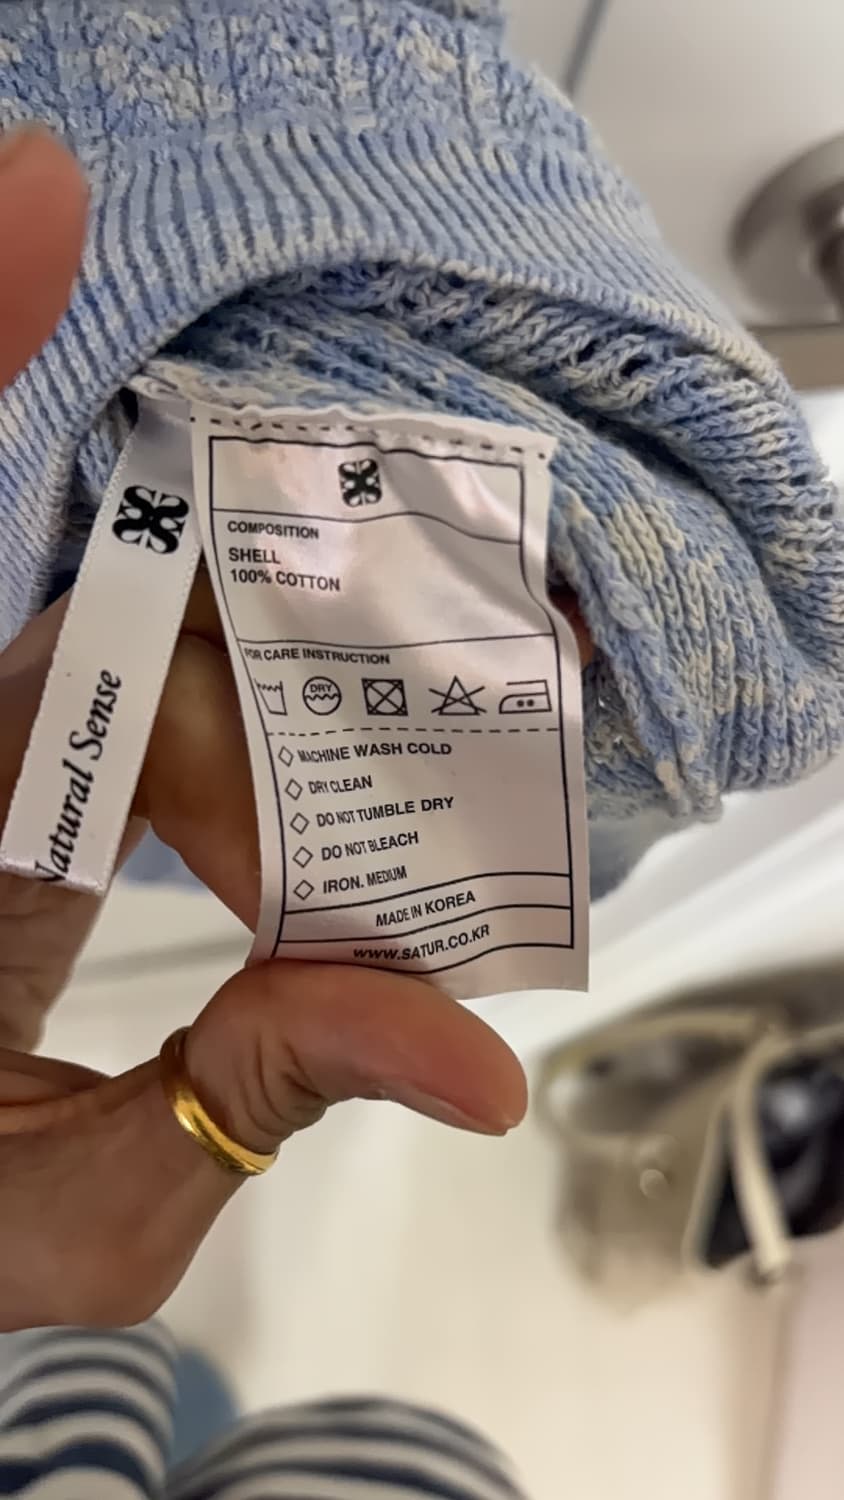 COMPOSITION
SHELL
100% COTTON
FOR CARE INSTRUCTION
DRY
◇ MACHINE WASH COLD
◇ DRY CLEAN
◇ DO NOT TUMBLE DRY
◇ DO NOT BLEACH
◇ IRON. MEDIUM
MADE IN KOREA
WWW.SATUR.CO.KR
Natural Sense